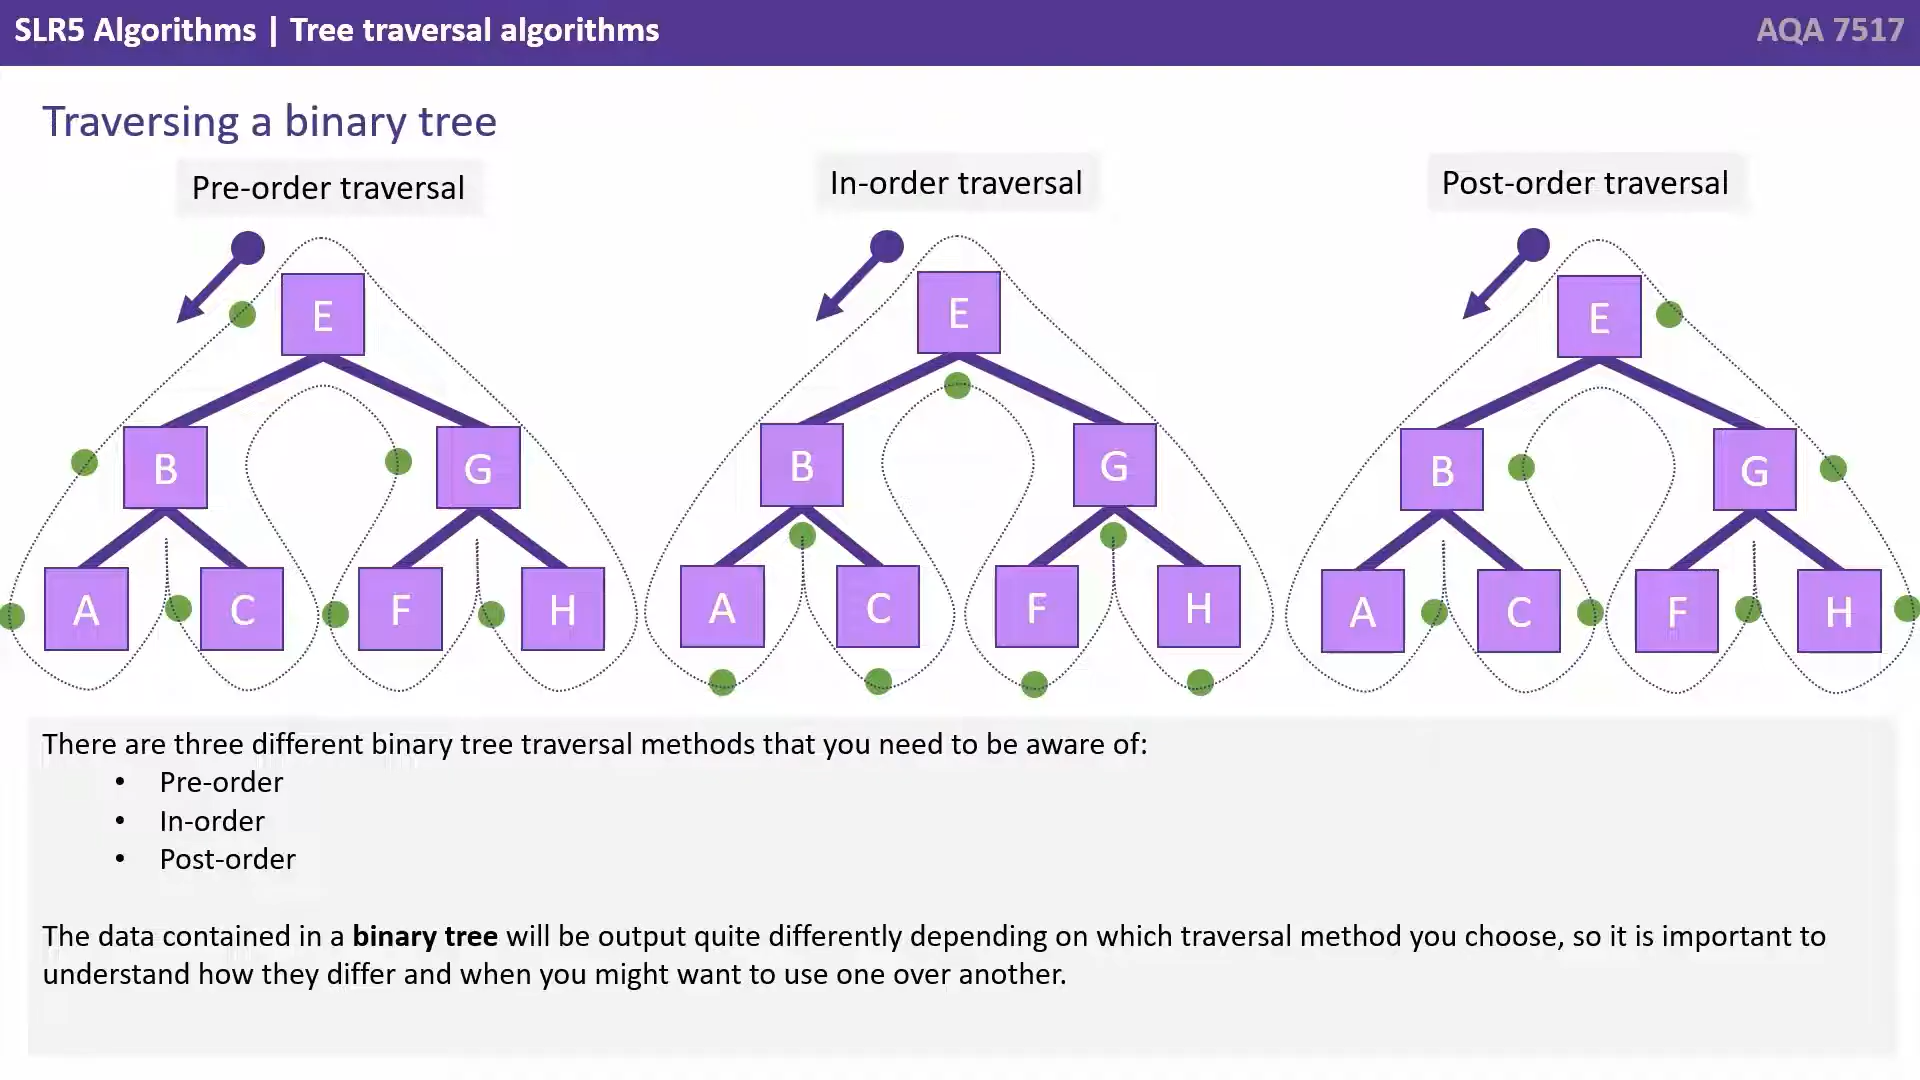 SLR5 Algorithms | Tree traversal algorithms
AQA 7517
Traversing a binary tree
Pre-order traversal
In-order traversal
Post-order traversal
E
B
G
A
C
F
H
E
B
G
A
C
F
H
E
B
G
A
C
F
H
There are three different binary tree traversal methods that you need to be aware of:
• Pre-order
• In-order
• Post-order
The data contained in a binary tree will be output quite differently depending on which traversal method you choose, so it is important to
understand how they differ and when you might want to use one over another.